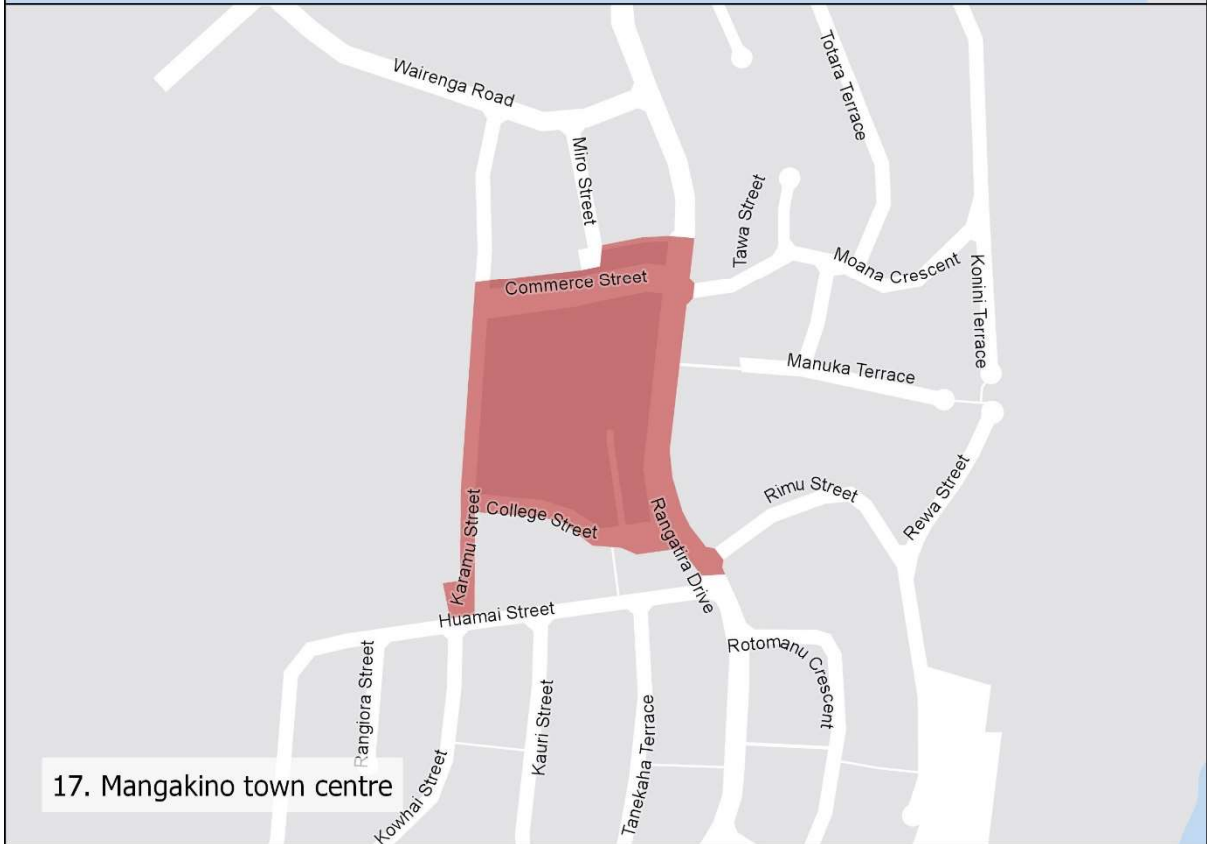 Wairenga Road
Totara Terrace
Miro Street
Tawa Street
Moana Crescent
Commerce Street
Konini Terrace
Manuka Terrace
Rimu Street
Rewa Street
College Street
Karamu Street
Rangatira Drive
Huamai Street
Rotomanu Crescent
Rangiora Street
Kauri Street
Tanekaha Terrace
Kowhai Street
17. Mangakino town centre